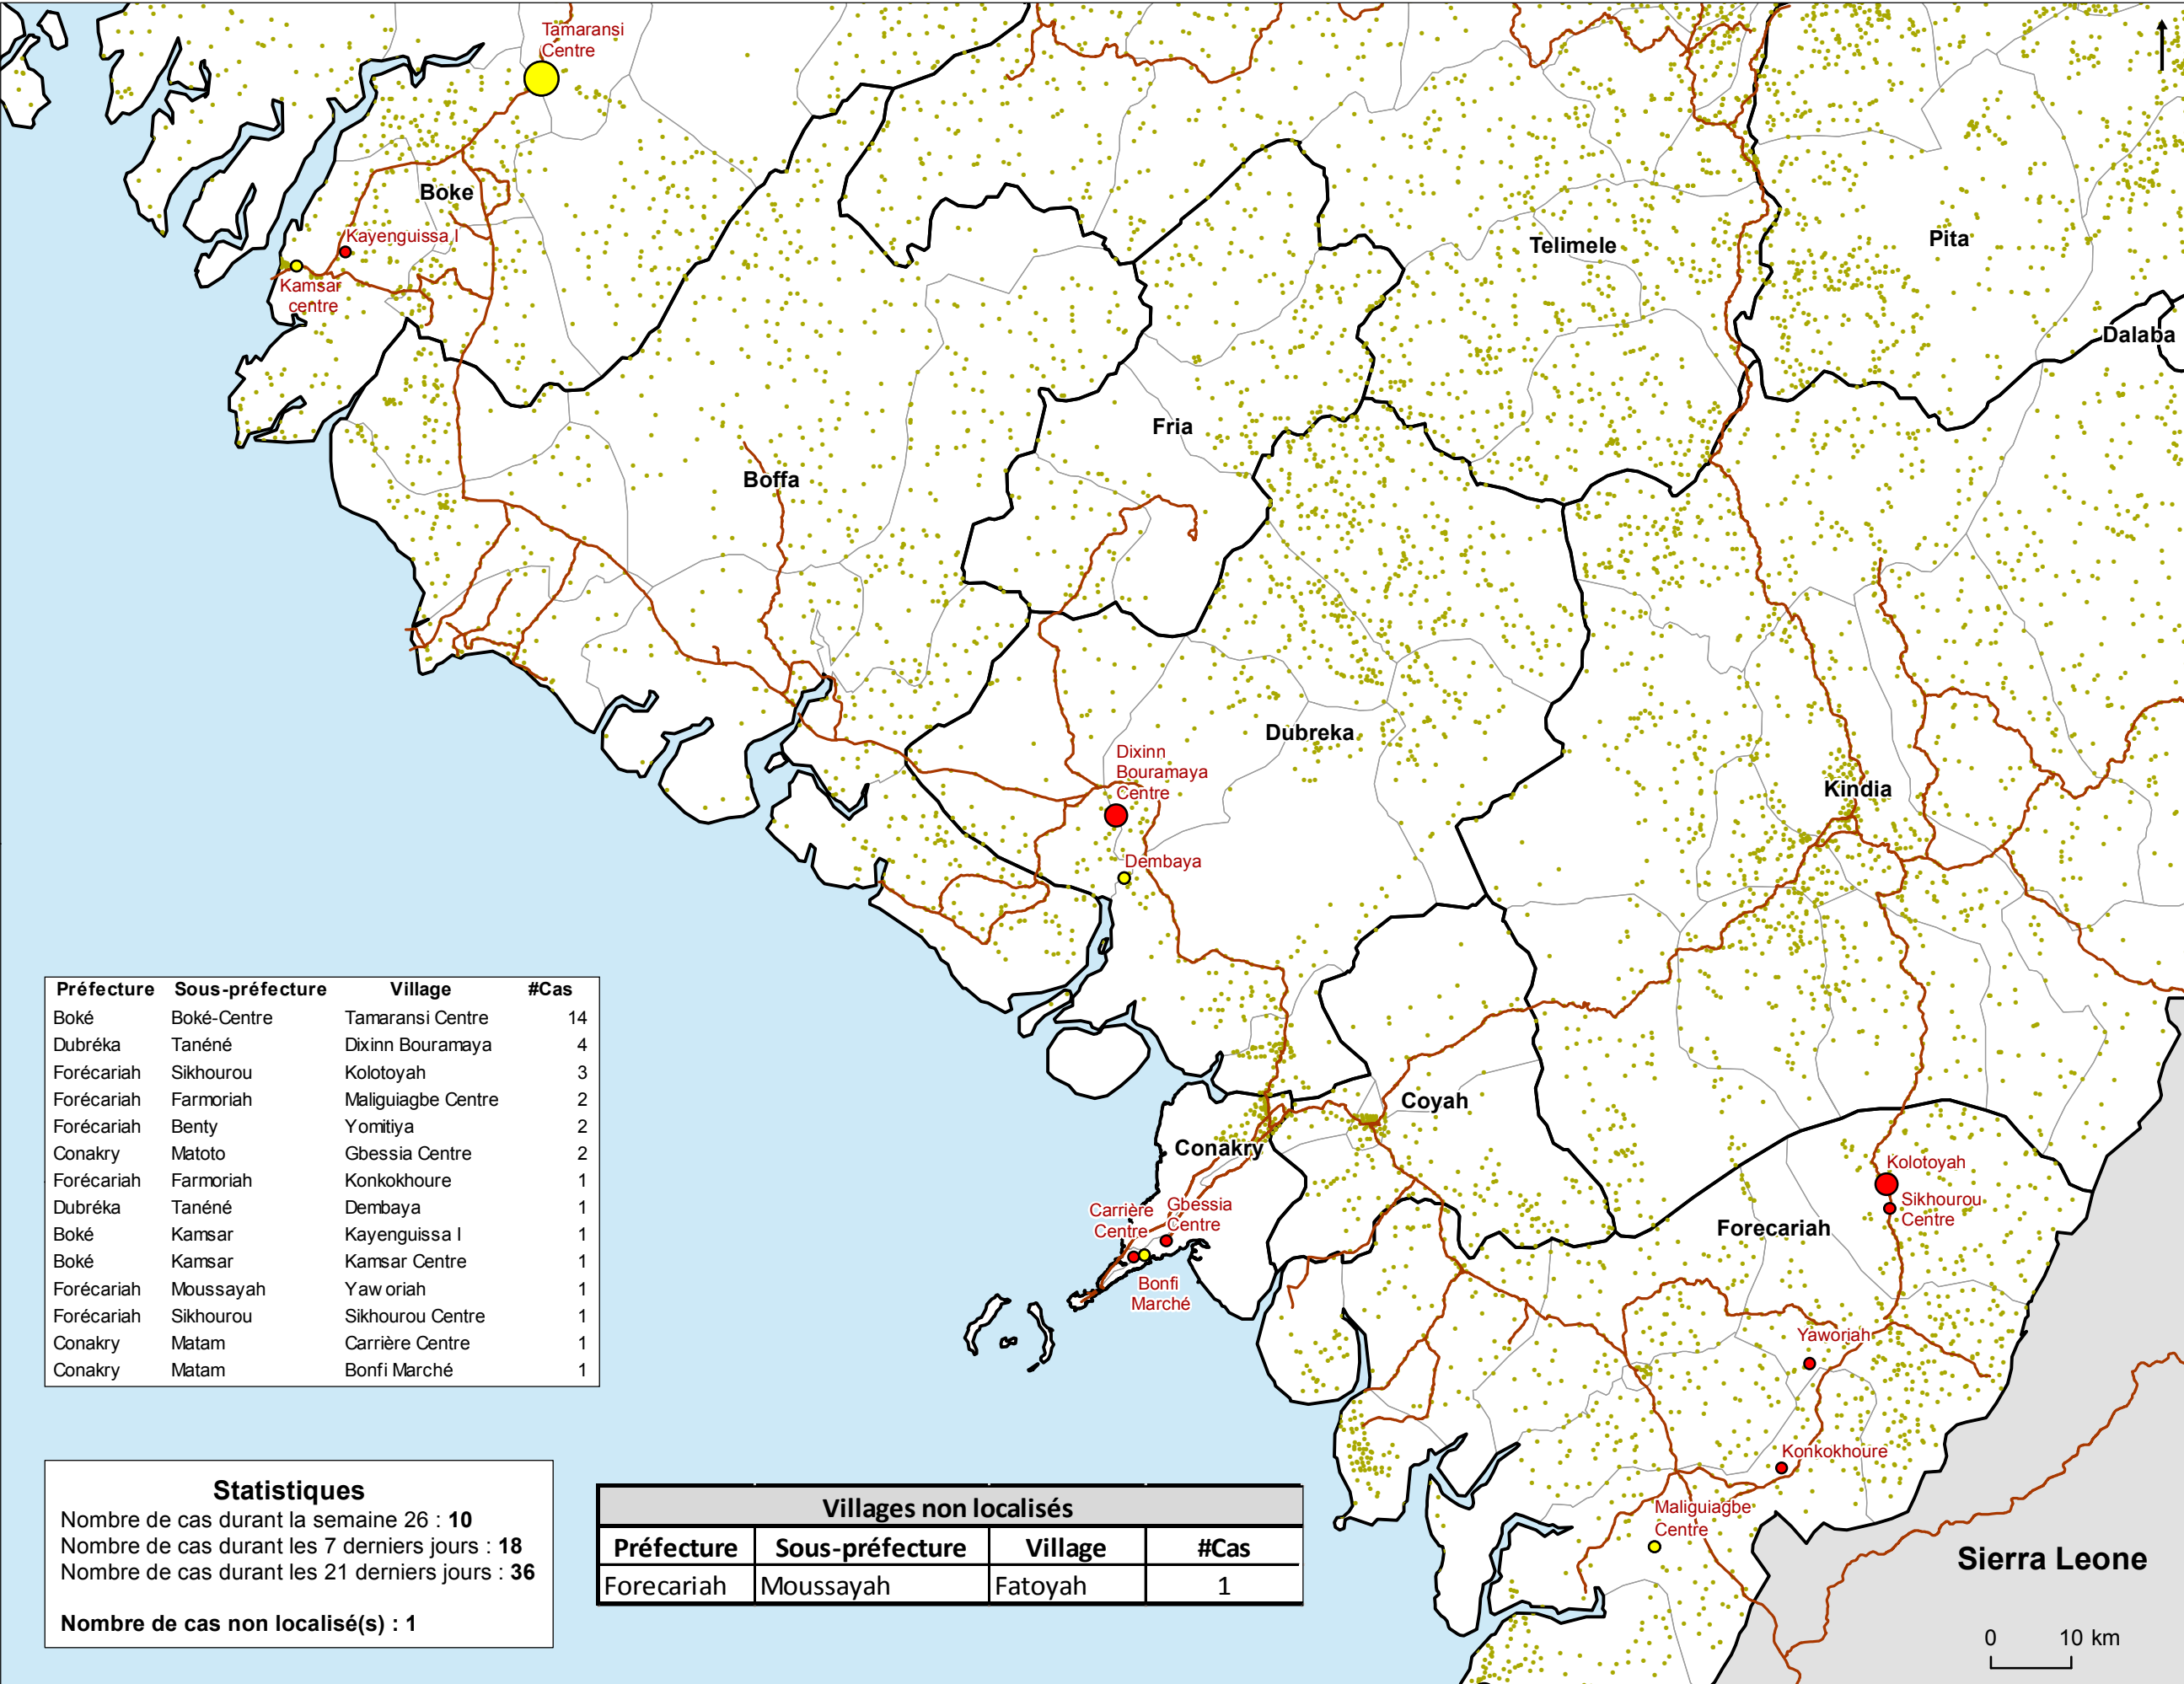 Tamaransi
Centre
Boke
Kayenguissa I
Kamsar
centre
Telimele
Pita
Dalaba
Fria
Boffa
Dubreka
Dixinn
Bouramaya
Centre
Dembaya
Kindia
Coyah
Conakry
Carrière
Centre
Gbessia
Centre
Bonfi
Marché
Kolotoyah
Sikhourou
Centre
Forecariah
Yaworiah
Konkokhoure
Maliguiagbe
Centre
Sierra Leone
0 10 km
Préfecture Sous-préfecture Village #Cas
Boké Boké-Centre Tamaransi Centre 14
Dubréka Tanéné Dixinn Bouramaya 4
Forécariah Sikhourou Kolotoyah 3
Forécariah Farmoriah Maliguiagbe Centre 2
Forécariah Benty Yomitiya 2
Conakry Matoto Gbessia Centre 2
Forécariah Farmoriah Konkokhoure 1
Dubréka Tanéné Dembaya 1
Boké Kamsar Kayenguissa I 1
Boké Kamsar Kamsar Centre 1
Forécariah Moussayah Yaworiah 1
Forécariah Sikhourou Sikhourou Centre 1
Conakry Matam Carrière Centre 1
Conakry Matam Bonfi Marché 1
Statistiques
Nombre de cas durant la semaine 26 : 10
Nombre de cas durant les 7 derniers jours : 18
Nombre de cas durant les 21 derniers jours : 36
Nombre de cas non localisé(s) : 1
Villages non localisés
Préfecture Sous-préfecture Village #Cas
Forecariah Moussayah Fatoyah 1